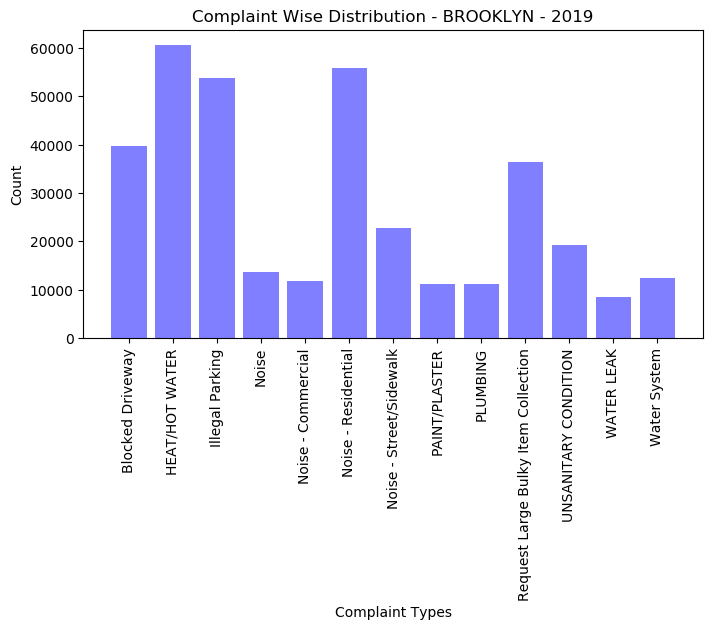 Complaint Wise Distribution - BROOKLYN - 2019
Count
60000
50000
40000
30000
20000
10000
0
Blocked Driveway
HEAT/HOT WATER
Illegal Parking
Noise
Noise - Commercial
Noise - Residential
Noise - Street/Sidewalk
PAINT/PLASTER
PLUMBING
Request Large Bulky Item Collection
UNSANITARY CONDITION
WATER LEAK
Water System
Complaint Types